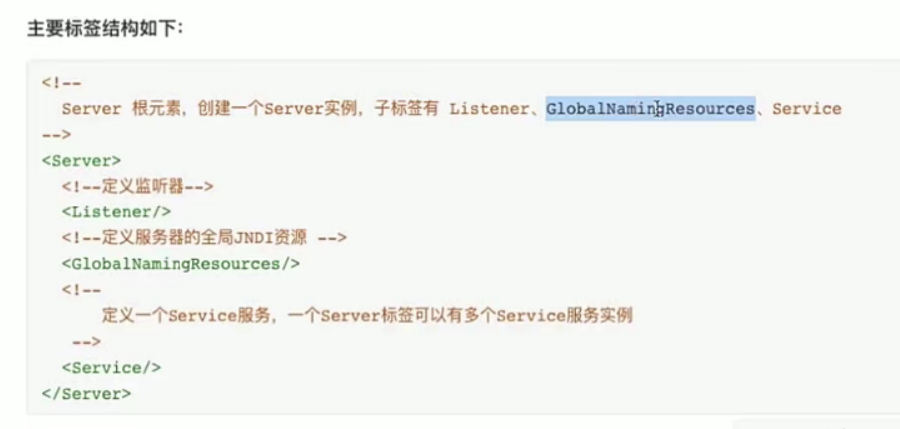 主要标签结构如下：
<!--
Server 根元素，创建一个Server实例，子标签有 Listener、GlobalNamingResources、Service
-->
<Server>
<!--定义监听器-->
<Listener/>
<!--定义服务器的全局JNDI资源 -->
<GlobalNamingResources/>
<!--
定义一个Service服务，一个Server标签可以有多个Service服务实例
-->
<Service/>
</Server>